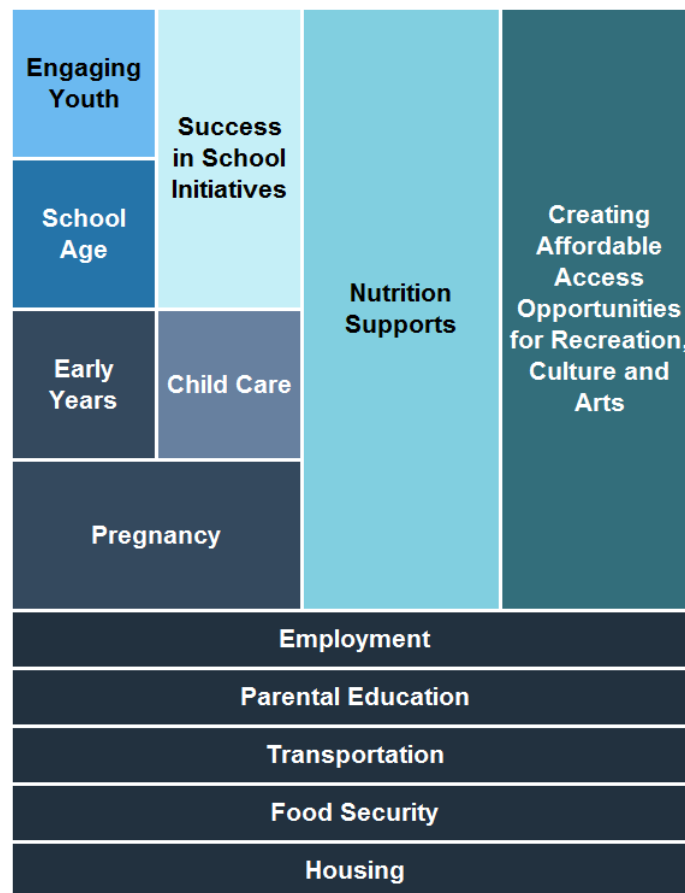 Engaging
Youth
Success
in School
Initiatives
School
Age
Nutrition
Supports
Creating
Affordable
Access
Opportunities
for Recreation,
Culture and
Arts
Early
Years
Child Care
Pregnancy
Employment
Parental Education
Transportation
Food Security
Housing